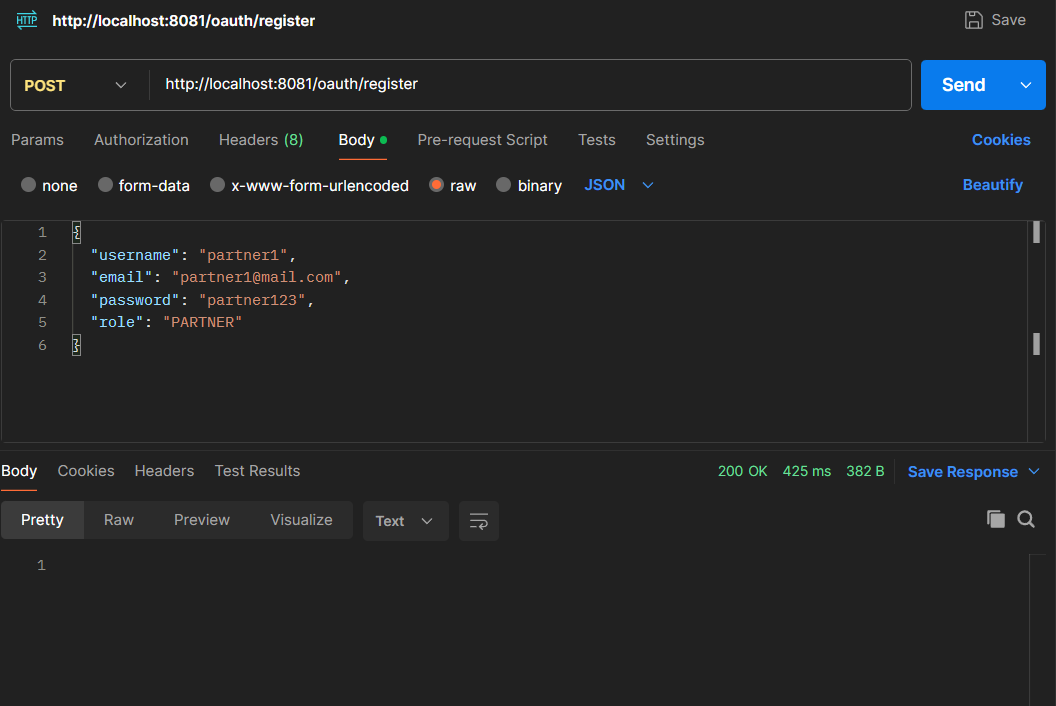 HTTP http://localhost:8081/oauth/register Save
POST http://localhost:8081/oauth/register Send
Params Authorization Headers (8) Body Pre-request Script Tests Settings Cookies
none form-data x-www-form-urlencoded raw binary JSON Beautify
1 {
2 "username": "partner1",
3 "email": "partner1@mail.com",
4 "password": "partner123",
5 "role": "PARTNER"
6 }
Body Cookies Headers Test Results 200 OK 425 ms 382 B Save Response
Pretty Raw Preview Visualize Text
1